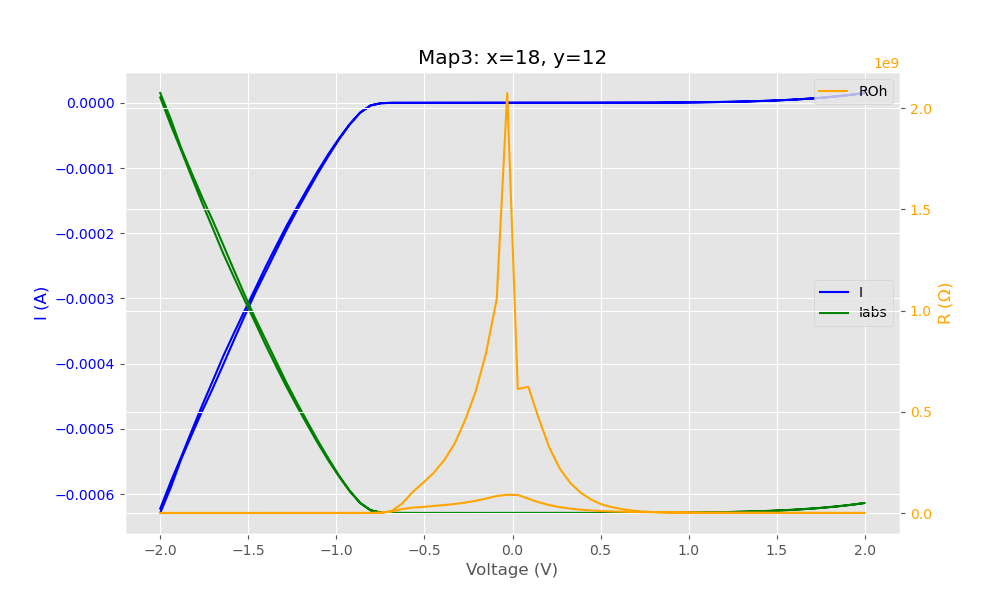 Map3: x=18, y=12
1e9
ROh
I
Iabs
I (A)
0.0000
−0.0001
−0.0002
−0.0003
−0.0004
−0.0005
−0.0006
R (Ω)
2.0
1.5
1.0
0.5
0.0
−2.0 −1.5 −1.0 −0.5 0.0 0.5 1.0 1.5 2.0
Voltage (V)